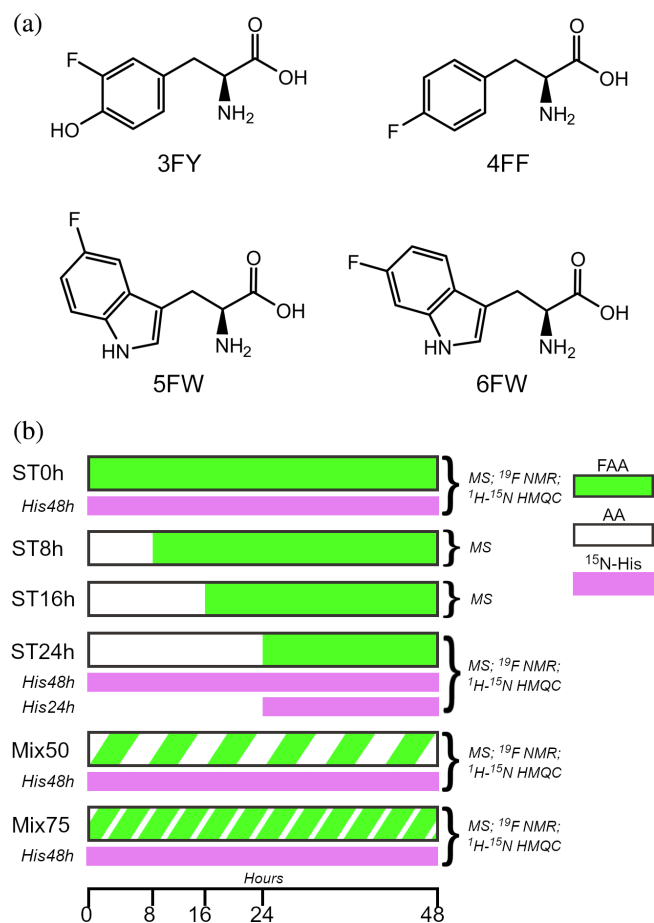 (a)
F
O
OH
HO
NH₂
3FY
O
OH
F
NH₂
4FF
F
O
OH
HN
NH₂
5FW
F
O
OH
HN
NH₂
6FW
(b)
ST0h
His48h
MS; ¹⁹F NMR;
¹H-¹⁵N HMQC
ST8h
MS
ST16h
MS
ST24h
His48h
His24h
MS; ¹⁹F NMR;
¹H-¹⁵N HMQC
Mix50
His48h
MS; ¹⁹F NMR;
¹H-¹⁵N HMQC
Mix75
His48h
MS; ¹⁹F NMR;
¹H-¹⁵N HMQC
FAA
AA
¹⁵N-His
Hours
0 8 16 24 48